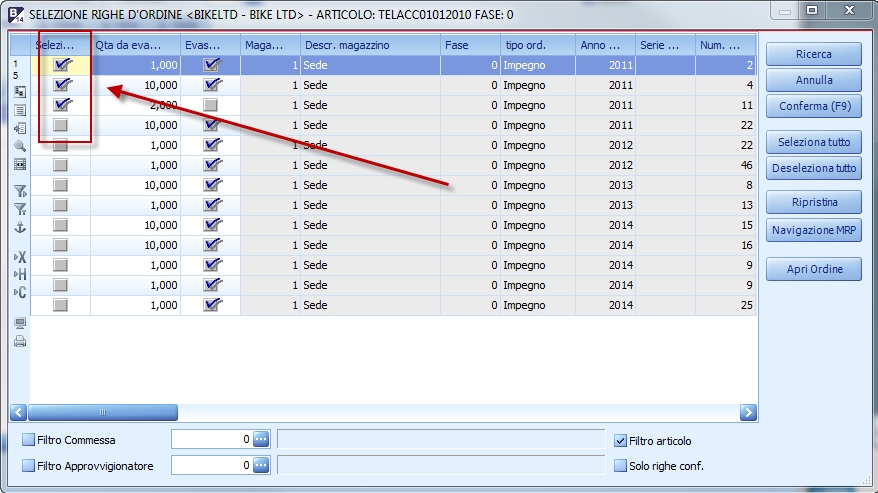 B 14 SELEZIONE RIGHE D'ORDINE <BIKELTD - BIKE LTD> - ARTICOLO: TELACC01012010 FASE: 0
Selezi... Qta da eva... Evas... Maga... Descr. magazzino Fase tipo ord. Anno ... Serie ... Num. ...
1,000 1 Sede 0 Impegno 2011 2
10,000 1 Sede 0 Impegno 2011 4
2,000 1 Sede 0 Impegno 2011 11
10,000 1 Sede 0 Impegno 2011 22
1,000 1 Sede 0 Impegno 2012 22
1,000 1 Sede 0 Impegno 2012 46
10,000 1 Sede 0 Impegno 2013 8
1,000 1 Sede 0 Impegno 2013 13
10,000 1 Sede 0 Impegno 2014 15
10,000 1 Sede 0 Impegno 2014 16
1,000 1 Sede 0 Impegno 2014 9
1,000 1 Sede 0 Impegno 2014 9
1,000 1 Sede 0 Impegno 2014 25
1
5
X
H
C
Ricerca
Annulla
Conferma (F9)
Seleziona tutto
Deseleziona tutto
Ripristina
Navigazione MRP
Apri Ordine
Filtro Commessa 0 ... Filtro articolo
Filtro Approvvigionatore 0 ... Solo righe conf.